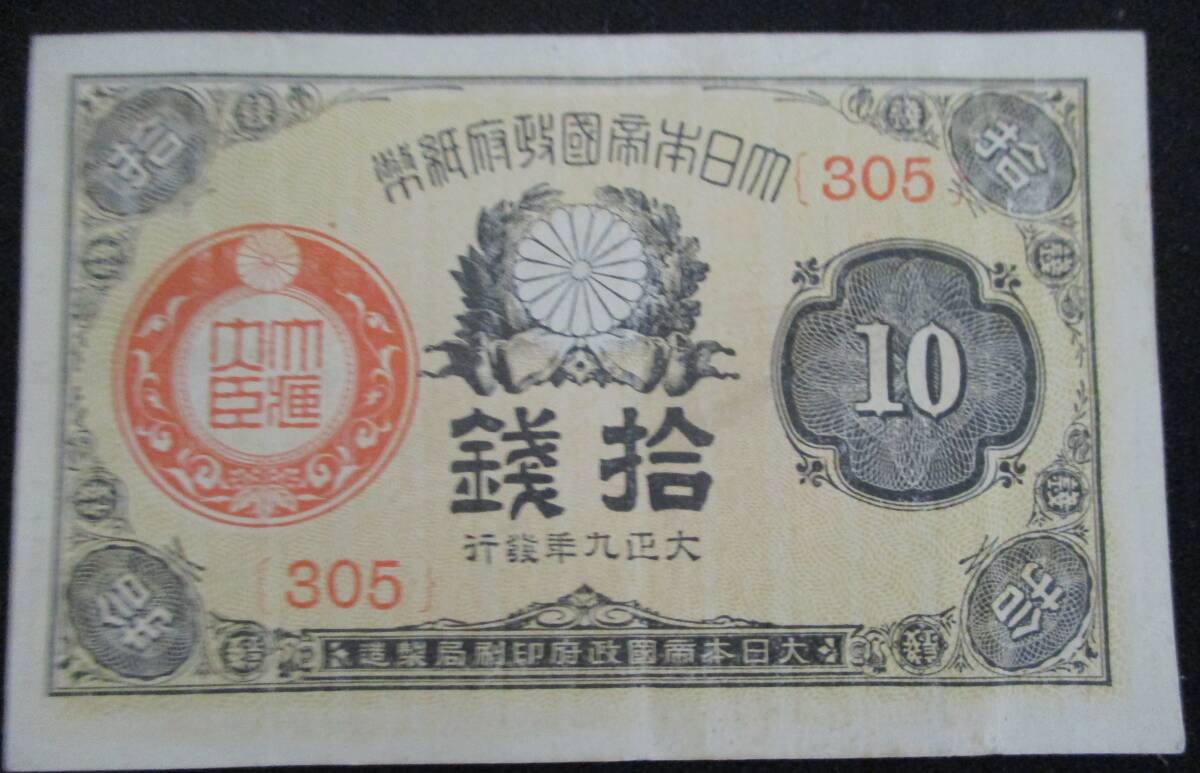 大日本帝國政府紙幣
{305}
拾
拾
大蔵
大臣
10
拾錢
大正九年發行
{305}
拾
拾
大日本帝國政府印刷局製造